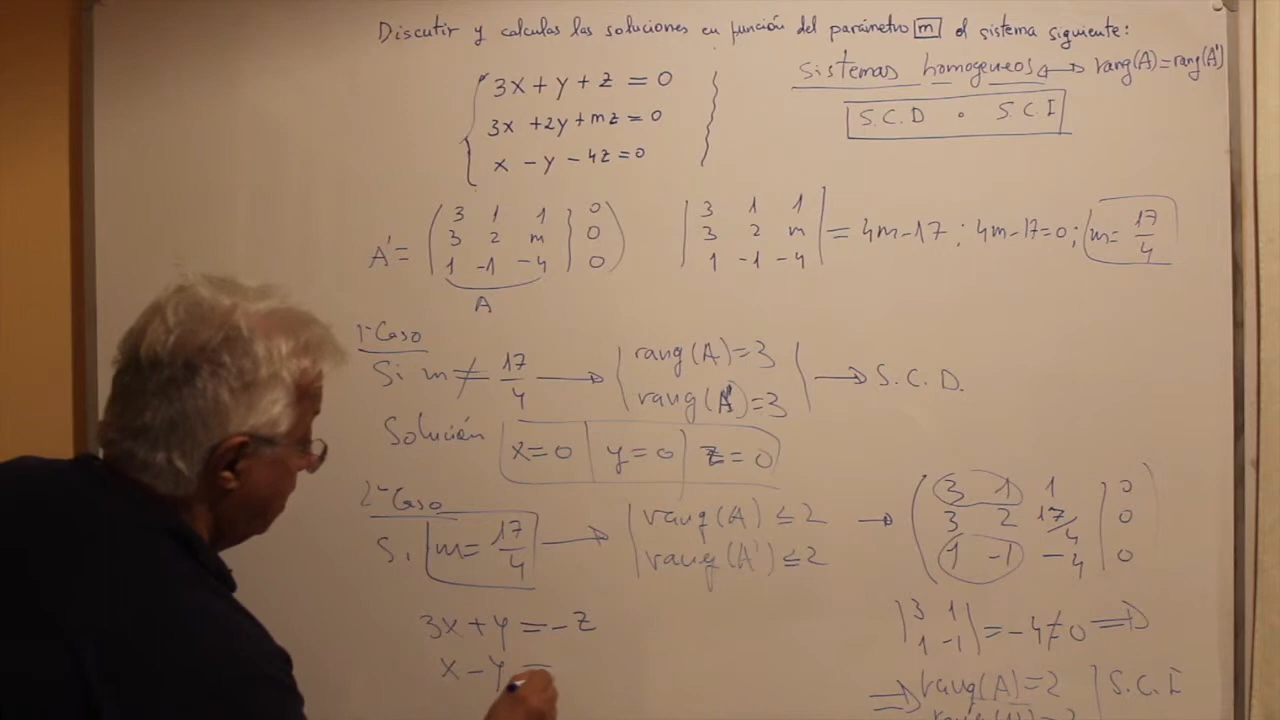 Discutir y calculas las soluciones en función del parámetro m el sistema siguiente:
sistemas homogeneos ↔ rang(A)=rang(A')
S.C.D o S.C.I
3x + y + z = 0
3x + 2y + mz = 0
x - y - 4z = 0
A' = ( 3 1 1 | 0
3 2 m | 0
1 -1 -4 | 0 )
A
| 3 1 1
3 2 m
1 -1 -4 | = 4m-17 ; 4m-17=0; m= 17/4
1º Caso
Si m ≠ 17/4 → rang(A)=3
rang(A')=3 → S.C.D.
Solución x=0 y=0 z=0
2º Caso
Si m= 17/4 → rang(A) ≤ 2
rang(A') ≤ 2
→ ( 3 1 1 | 0
3 2 17/4 | 0
1 -1 -4 | 0 )
| 3 1
1 -1 | = -4 ≠ 0 ⇒
⇒ rang(A)=2 S.C.I
3x + y = -z
x - y =